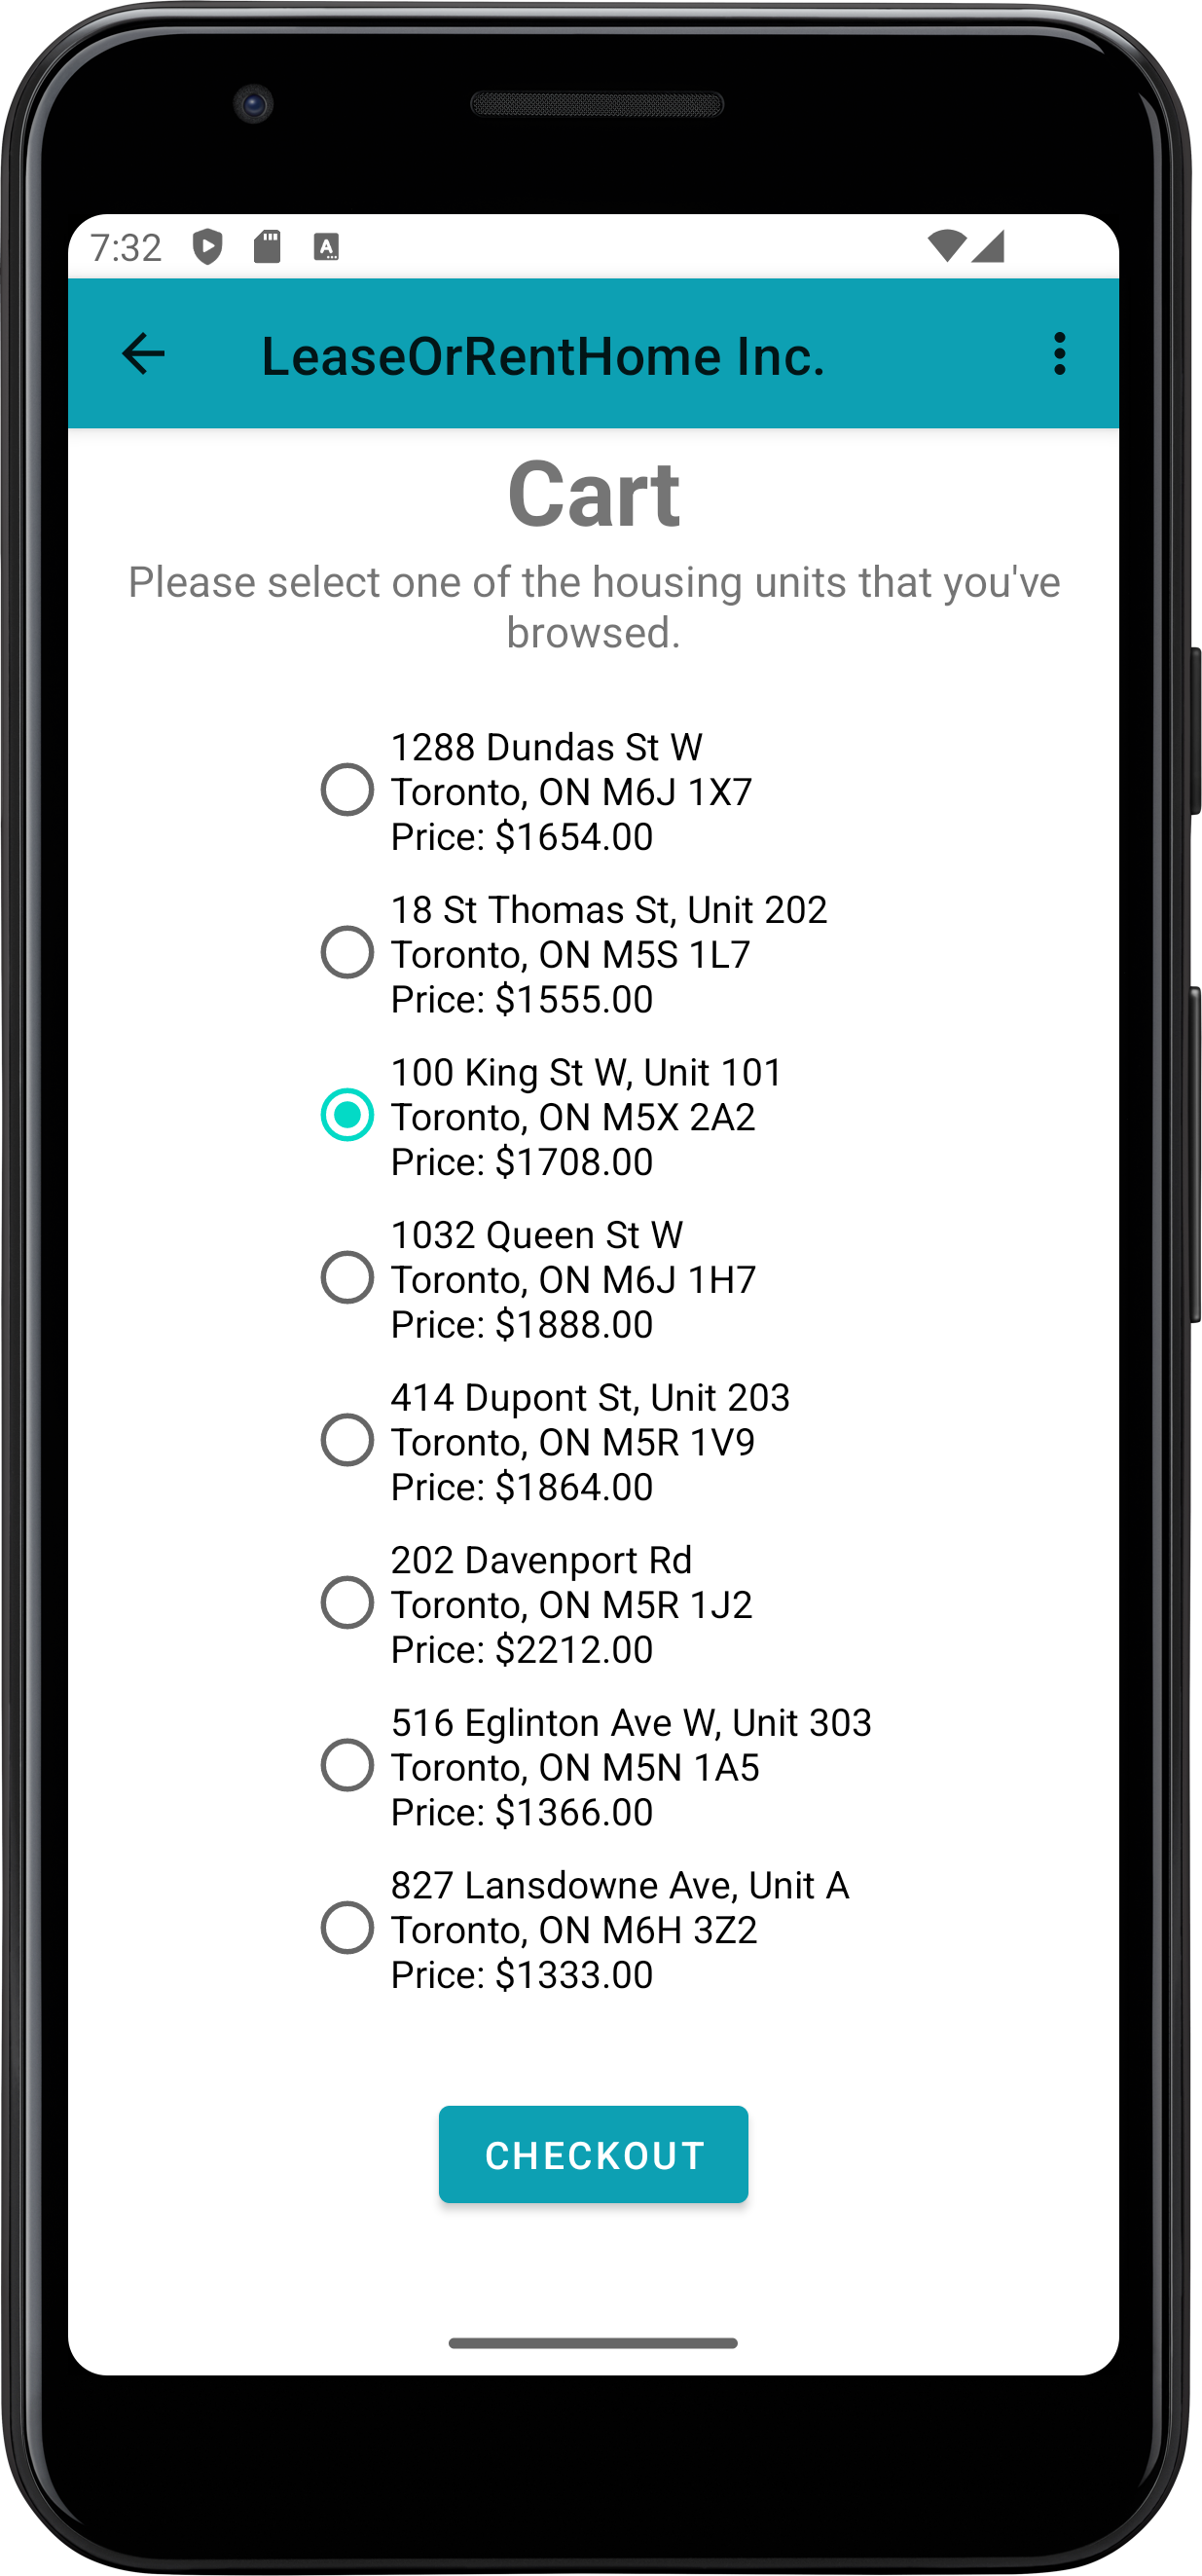 7:32
LeaseOrRentHome Inc.
Cart
Please select one of the housing units that you've
browsed.
1288 Dundas St W
Toronto, ON M6J 1X7
Price: $1654.00
18 St Thomas St, Unit 202
Toronto, ON M5S 1L7
Price: $1555.00
100 King St W, Unit 101
Toronto, ON M5X 2A2
Price: $1708.00
1032 Queen St W
Toronto, ON M6J 1H7
Price: $1888.00
414 Dupont St, Unit 203
Toronto, ON M5R 1V9
Price: $1864.00
202 Davenport Rd
Toronto, ON M5R 1J2
Price: $2212.00
516 Eglinton Ave W, Unit 303
Toronto, ON M5N 1A5
Price: $1366.00
827 Lansdowne Ave, Unit A
Toronto, ON M6H 3Z2
Price: $1333.00
CHECKOUT